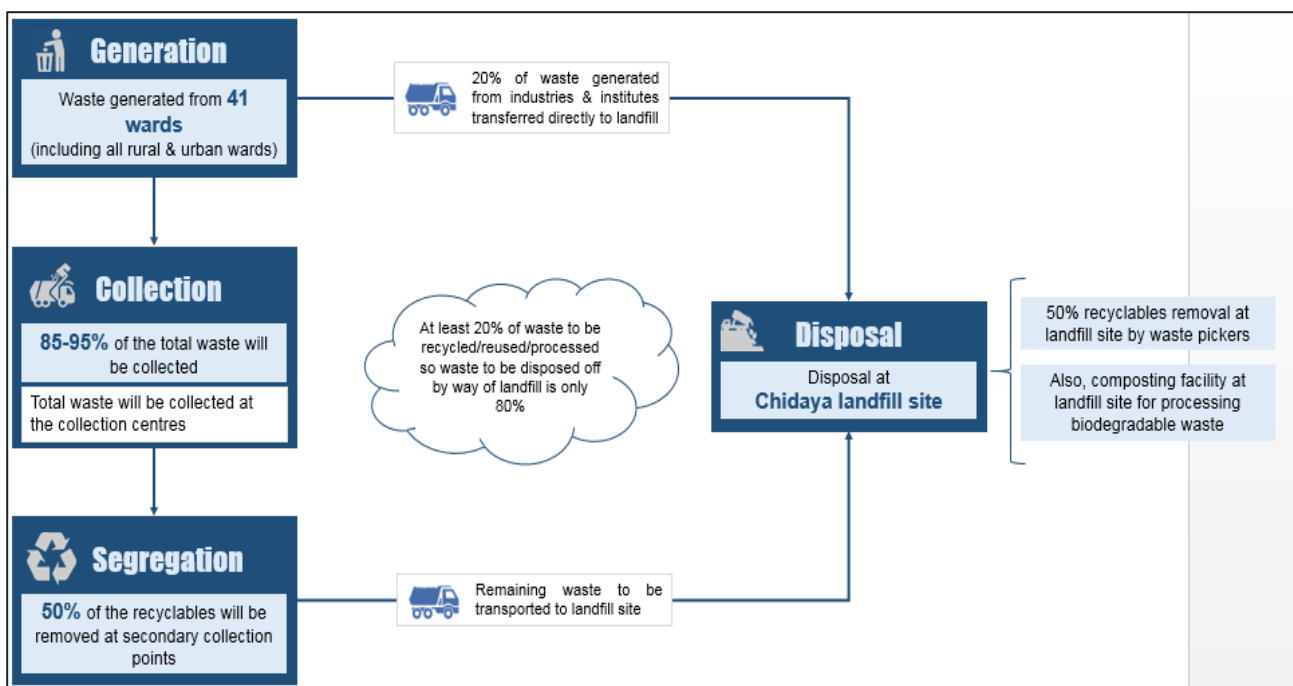 Generation
Waste generated from 41
wards
(including all rural & urban wards)
20% of waste generated
from industries & institutes
transferred directly to landfill
Collection
85-95% of the total waste will
be collected
Total waste will be collected at
the collection centres
At least 20% of waste to be
recycled/reused/processed
so waste to be disposed off
by way of landfill is only
80%
Disposal
Disposal at
Chidaya landfill site
50% recyclables removal at
landfill site by waste pickers
Also, composting facility at
landfill site for processing
biodegradable waste
Segregation
50% of the recyclables will be
removed at secondary collection
points
Remaining waste to be
transported to landfill site